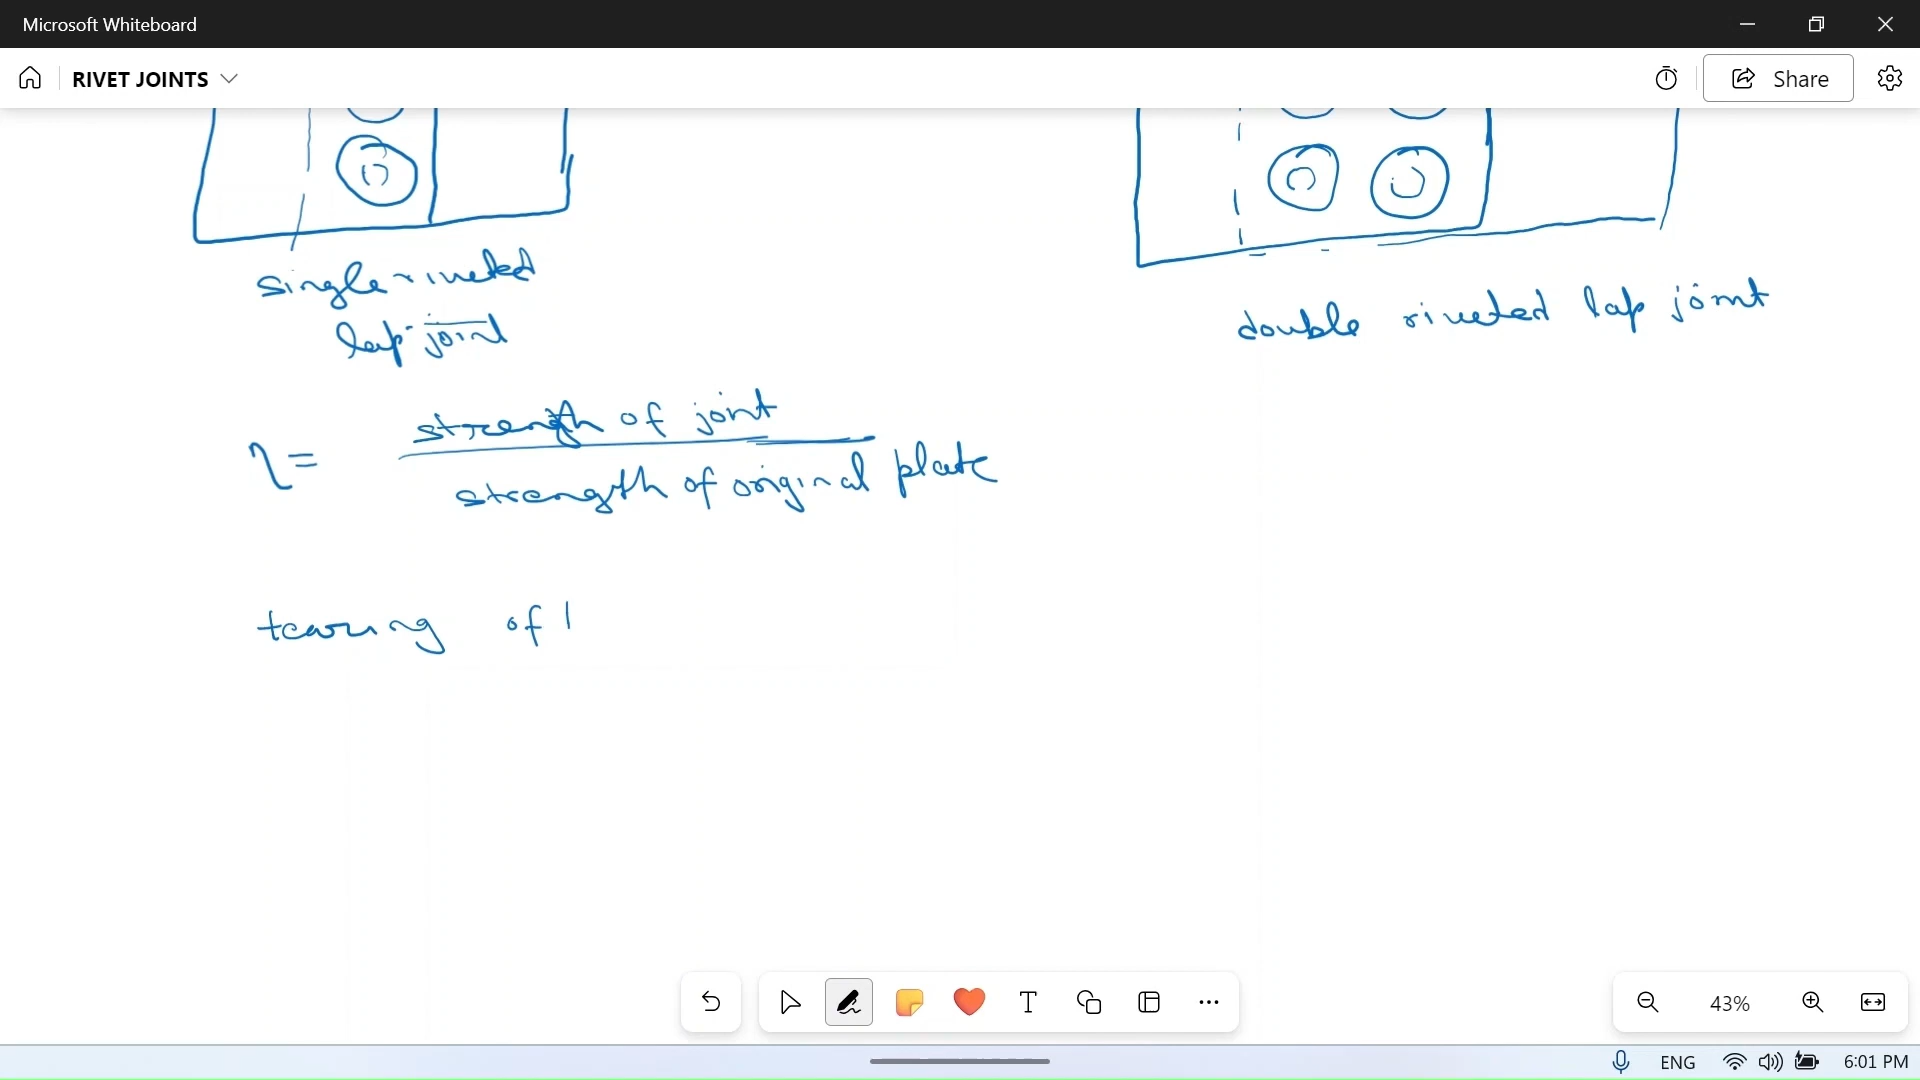 Microsoft Whiteboard
RIVET JOINTS
Share
single riveted
lap joint
double riveted lap joint
η = strength of joint
strength of original plate
tearing of
43%
ENG
6:01 PM